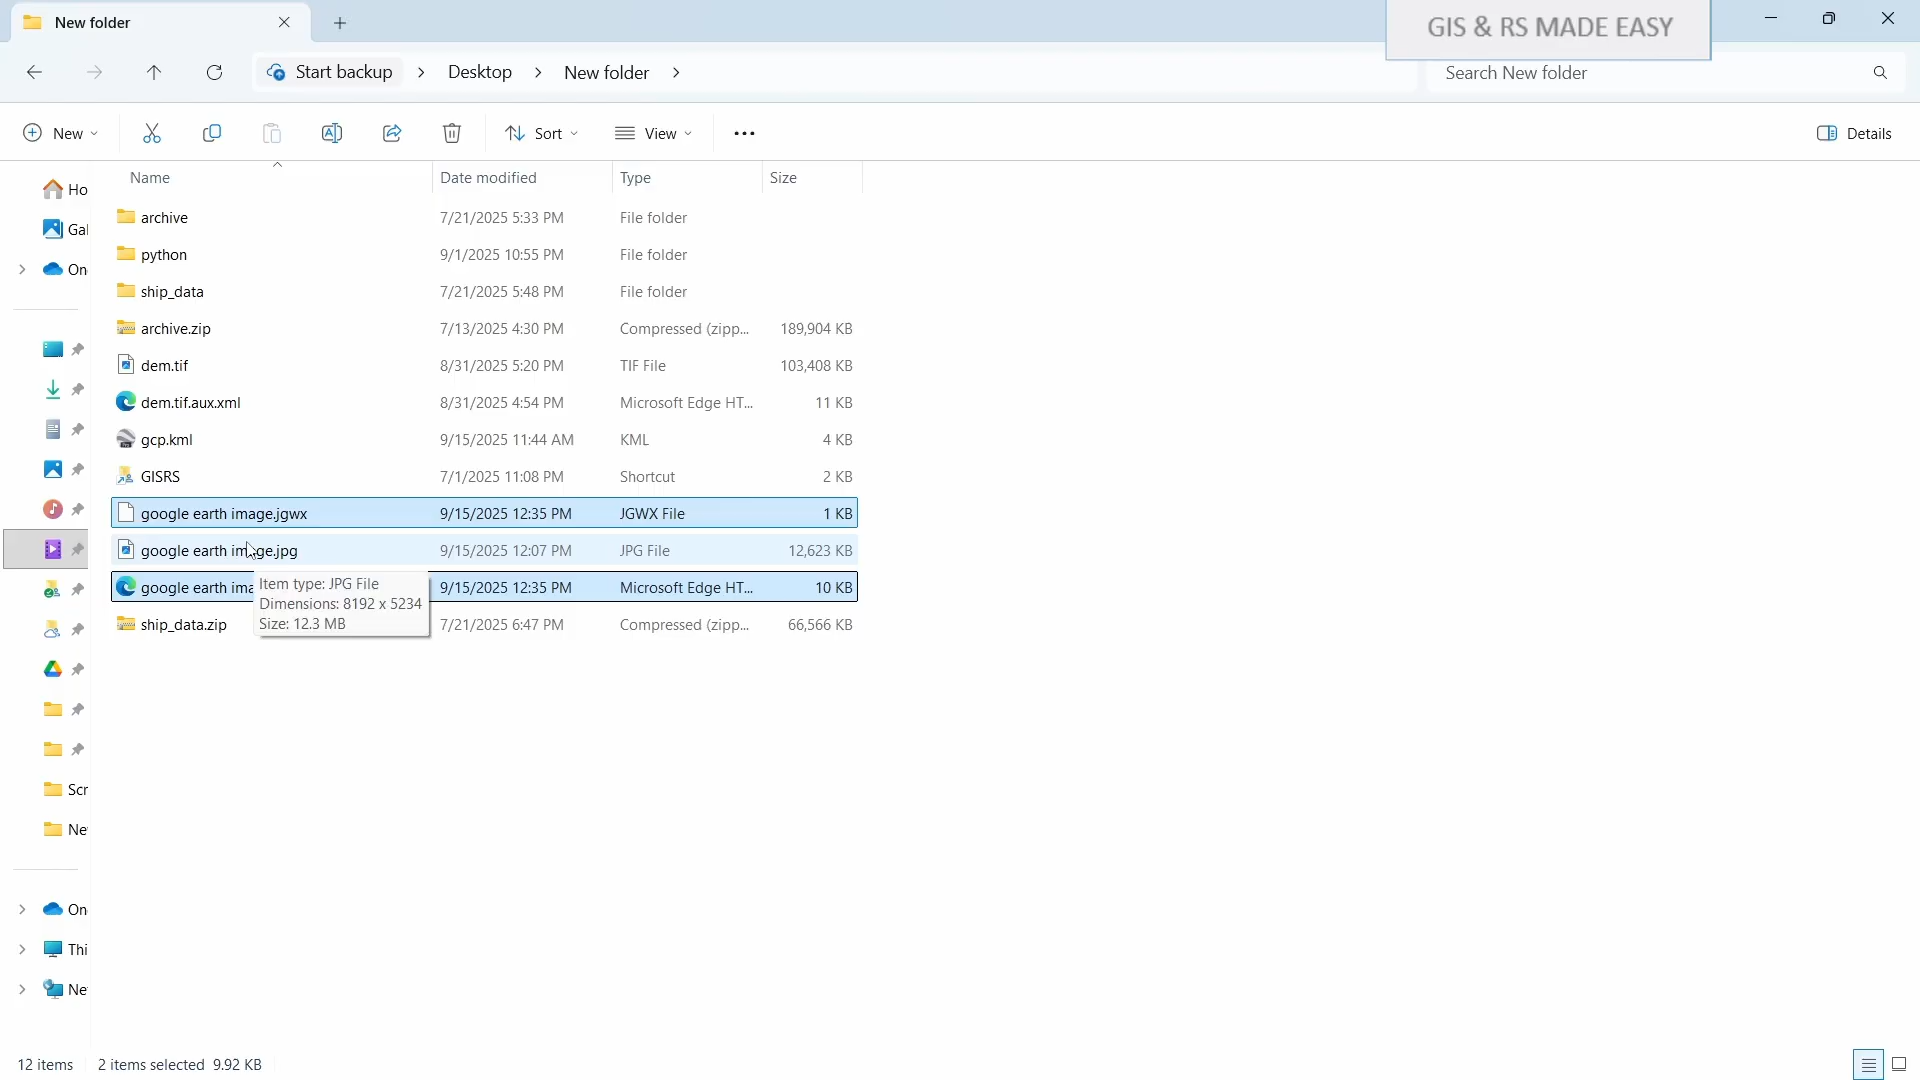 New folder
GIS & RS MADE EASY
Start backup > Desktop > New folder >
Search New folder
New
Sort
View
Details
Name Date modified Type Size
archive 7/21/2025 5:33 PM File folder
python 9/1/2025 10:55 PM File folder
ship_data 7/21/2025 5:48 PM File folder
archive.zip 7/13/2025 4:30 PM Compressed (zipp... 189,904 KB
dem.tif 8/31/2025 5:20 PM TIF File 103,408 KB
dem.tif.aux.xml 8/31/2025 4:54 PM Microsoft Edge HT... 11 KB
gcp.kml 9/15/2025 11:44 AM KML 4 KB
GISRS 7/1/2025 11:08 PM Shortcut 2 KB
google earth image.jgwx 9/15/2025 12:35 PM JGWX File 1 KB
google earth image.jpg 9/15/2025 12:07 PM JPG File 12,623 KB
google earth ima 9/15/2025 12:35 PM Microsoft Edge HT... 10 KB
ship_data.zip 7/21/2025 6:47 PM Compressed (zipp... 66,566 KB
Item type: JPG File
Dimensions: 8192 x 5234
Size: 12.3 MB
Ho
Gal
On
Scr
Ne
On
Thi
Ne
12 items 2 items selected 9.92 KB